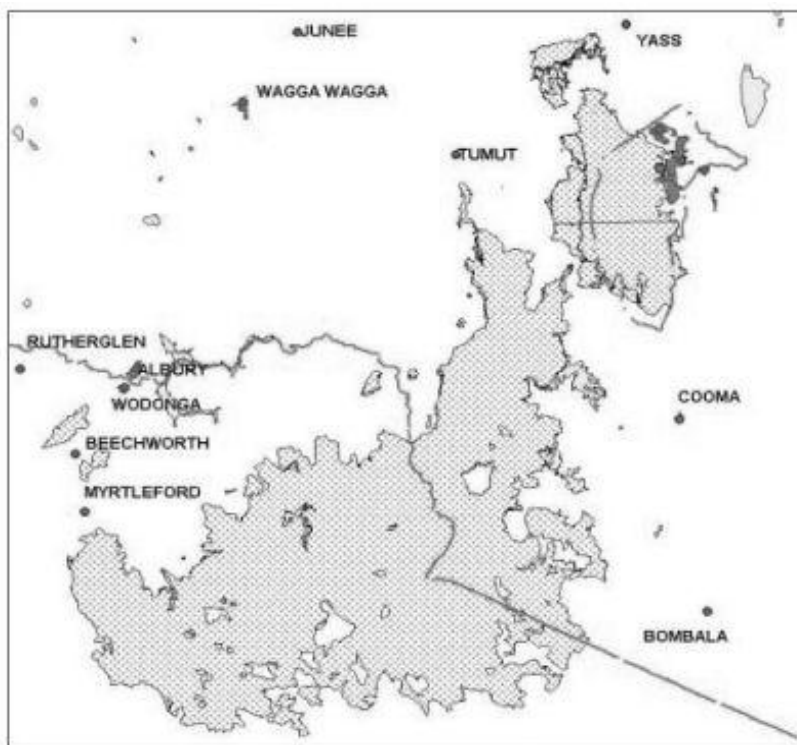 JUNEE
YASS
WAGGA WAGGA
TUMUT
RUTHERGLEN
ALBURY
WODONGA
COOMA
BEECHWORTH
MYRTLEFORD
BOMBALA